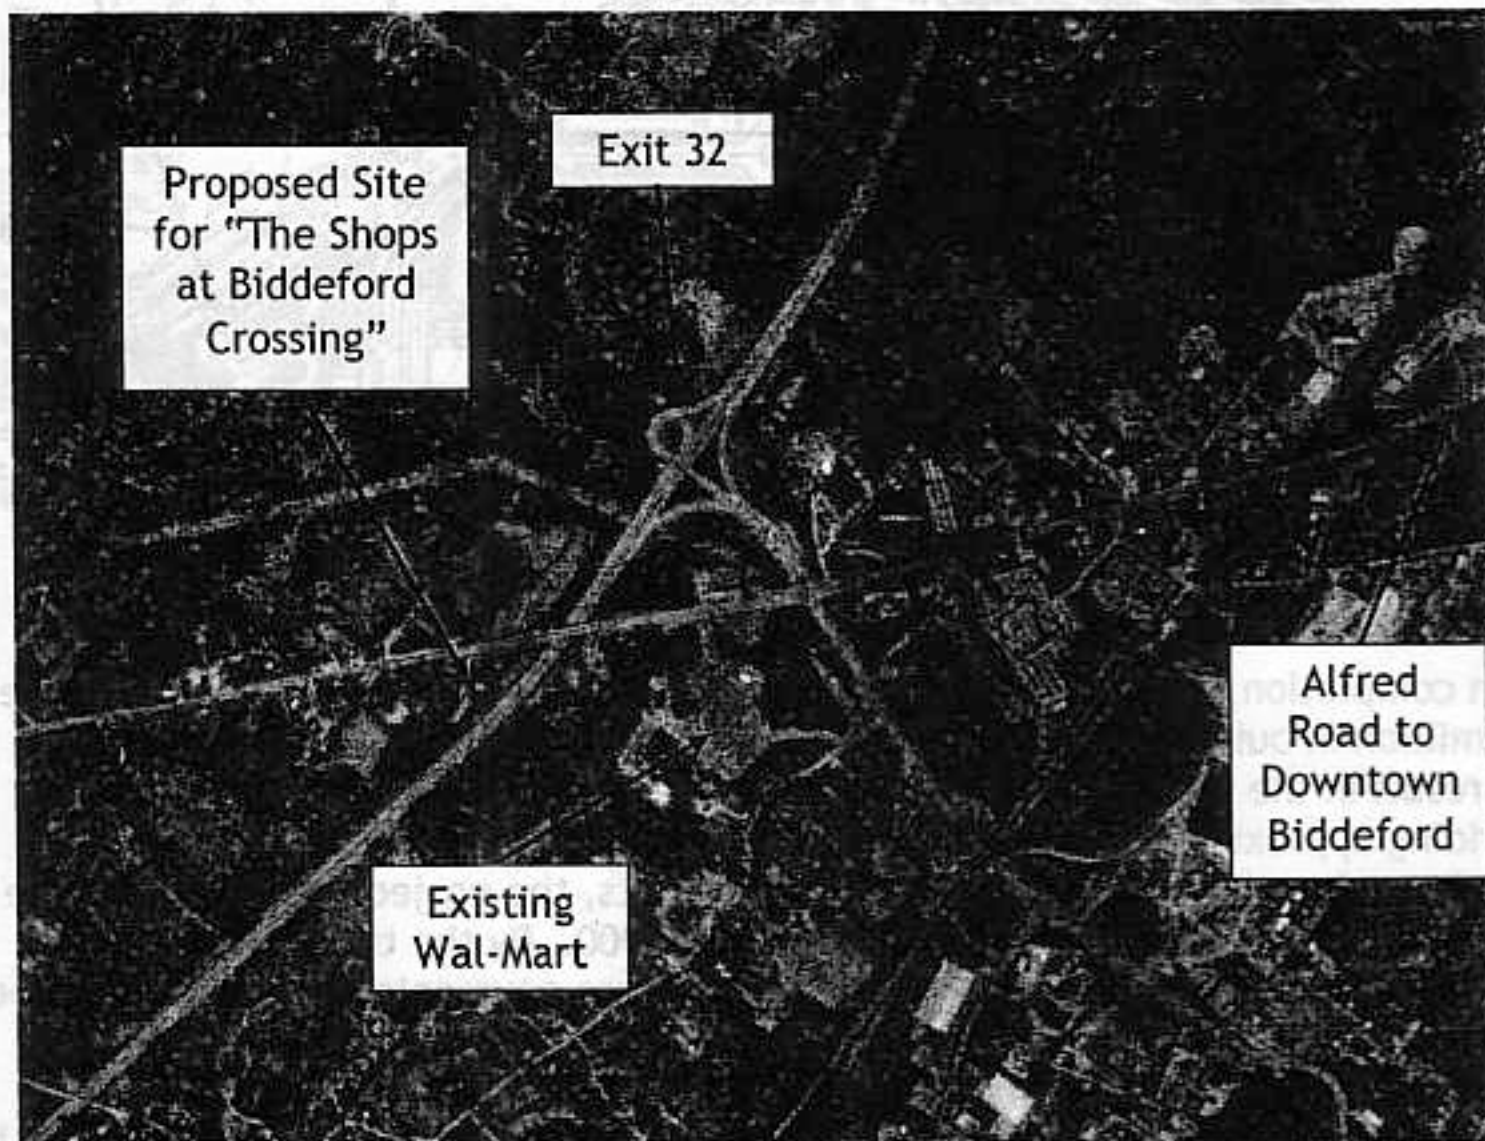 Exit 32
Proposed Site
for “The Shops
at Biddeford
Crossing”
Alfred
Road to
Downtown
Biddeford
Existing
Wal-Mart